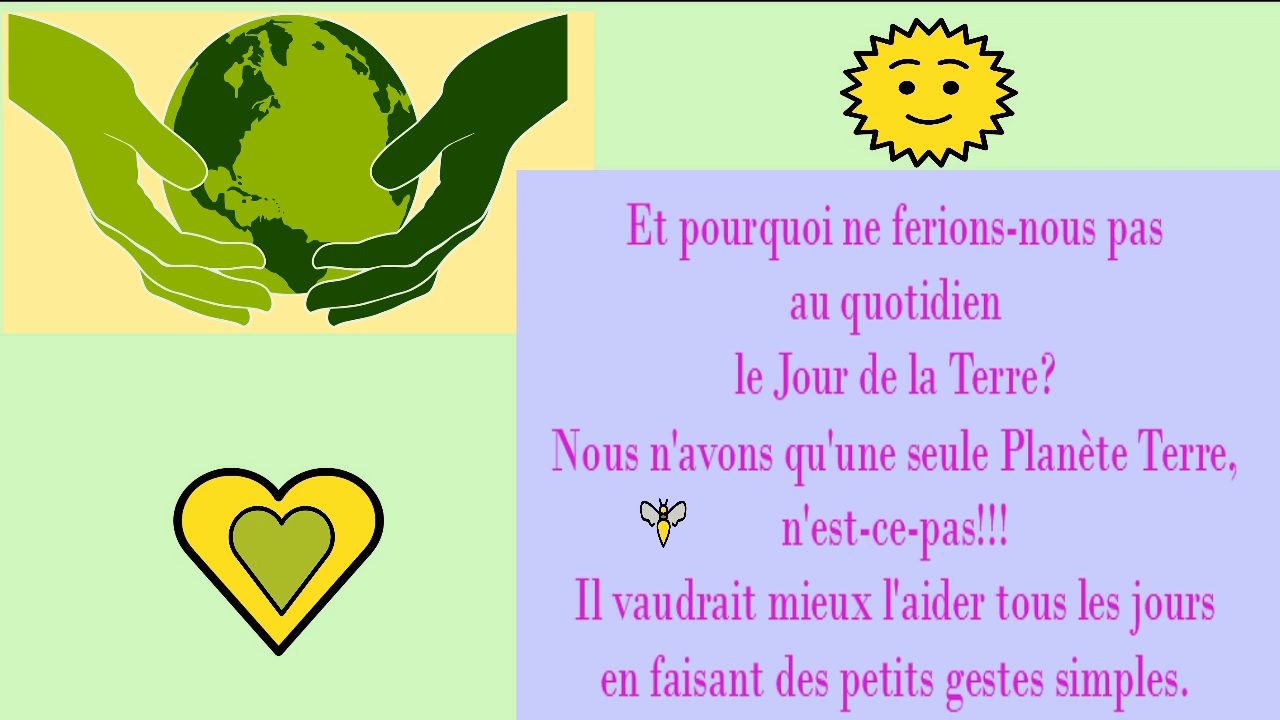 Et pourquoi ne ferions-nous pas
au quotidien
le Jour de la Terre?
Nous n'avons qu'une seule Planète Terre,
n'est-ce-pas!!!
Il vaudrait mieux l'aider tous les jours
en faisant des petits gestes simples.